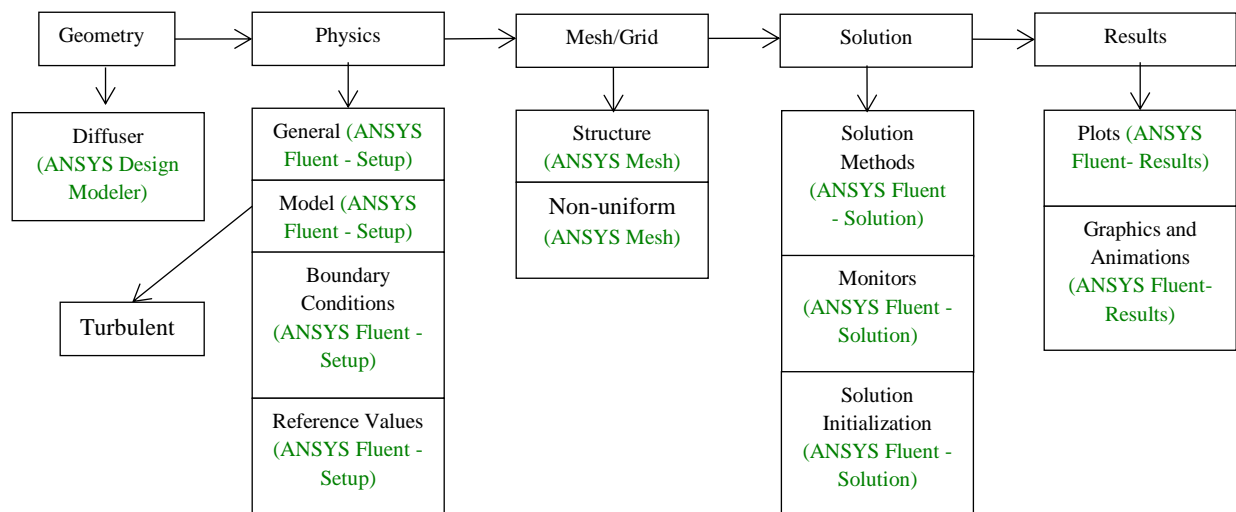 Geometry
Physics
Mesh/Grid
Solution
Results
Diffuser
(ANSYS Design
Modeler)
General (ANSYS
Fluent - Setup)
Model (ANSYS
Fluent - Setup)
Turbulent
Boundary
Conditions
(ANSYS Fluent -
Setup)
Reference Values
(ANSYS Fluent -
Setup)
Structure
(ANSYS Mesh)
Non-uniform
(ANSYS Mesh)
Solution
Methods
(ANSYS Fluent
- Solution)
Monitors
(ANSYS Fluent -
Solution)
Solution
Initialization
(ANSYS Fluent -
Solution)
Plots (ANSYS
Fluent- Results)
Graphics and
Animations
(ANSYS Fluent-
Results)